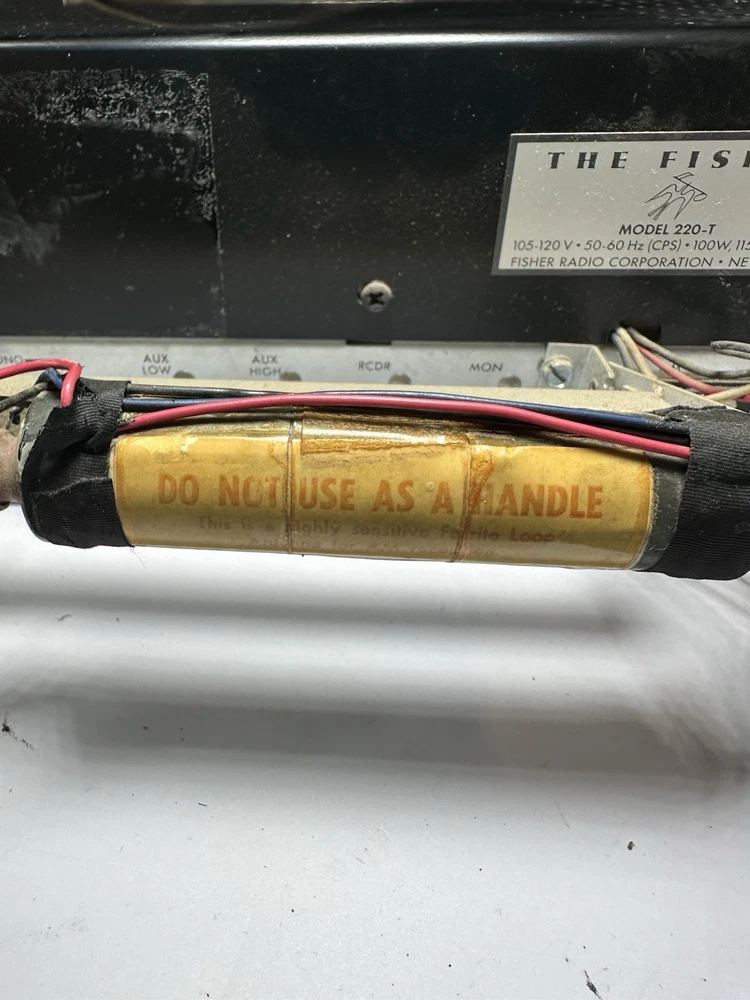 THE FISH
MODEL 220-T
105-120 V • 50-60 Hz (CPS) • 100W, 115
FISHER RADIO CORPORATION • NE
AUX LOW
AUX HIGH
RCDR
MON
DO NOT USE AS A HANDLE
This is a highly sensitive Ferrite Loop